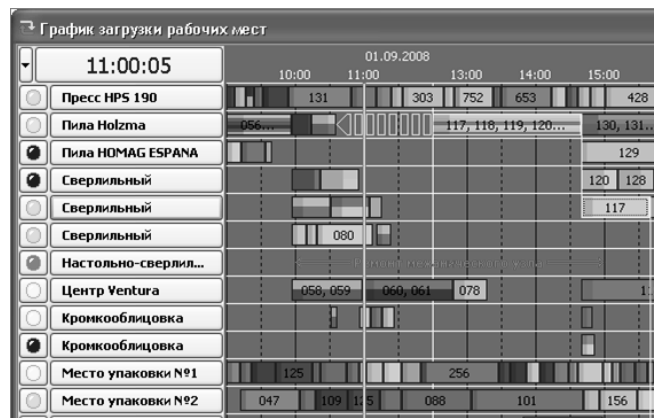 График загрузки рабочих мест
01.09.2008
11:00:05
10:00 11:00 13:00 14:00 15:00
Пресс HPS 190 131 303 752 653 428
Пила Holzma 056... 117, 118, 119, 120... 130, 131...
Пила HOMAG ESPANA 129
Сверлильный 120 128
Сверлильный 117
Сверлильный 080
Настольно-сверлил... Ремонт
Центр Ventura 058, 059 060, 061 078
Кромкооблицовка
Кромкооблицовка
Место упаковки №1 125 256
Место упаковки №2 047 109 125 088 101 156